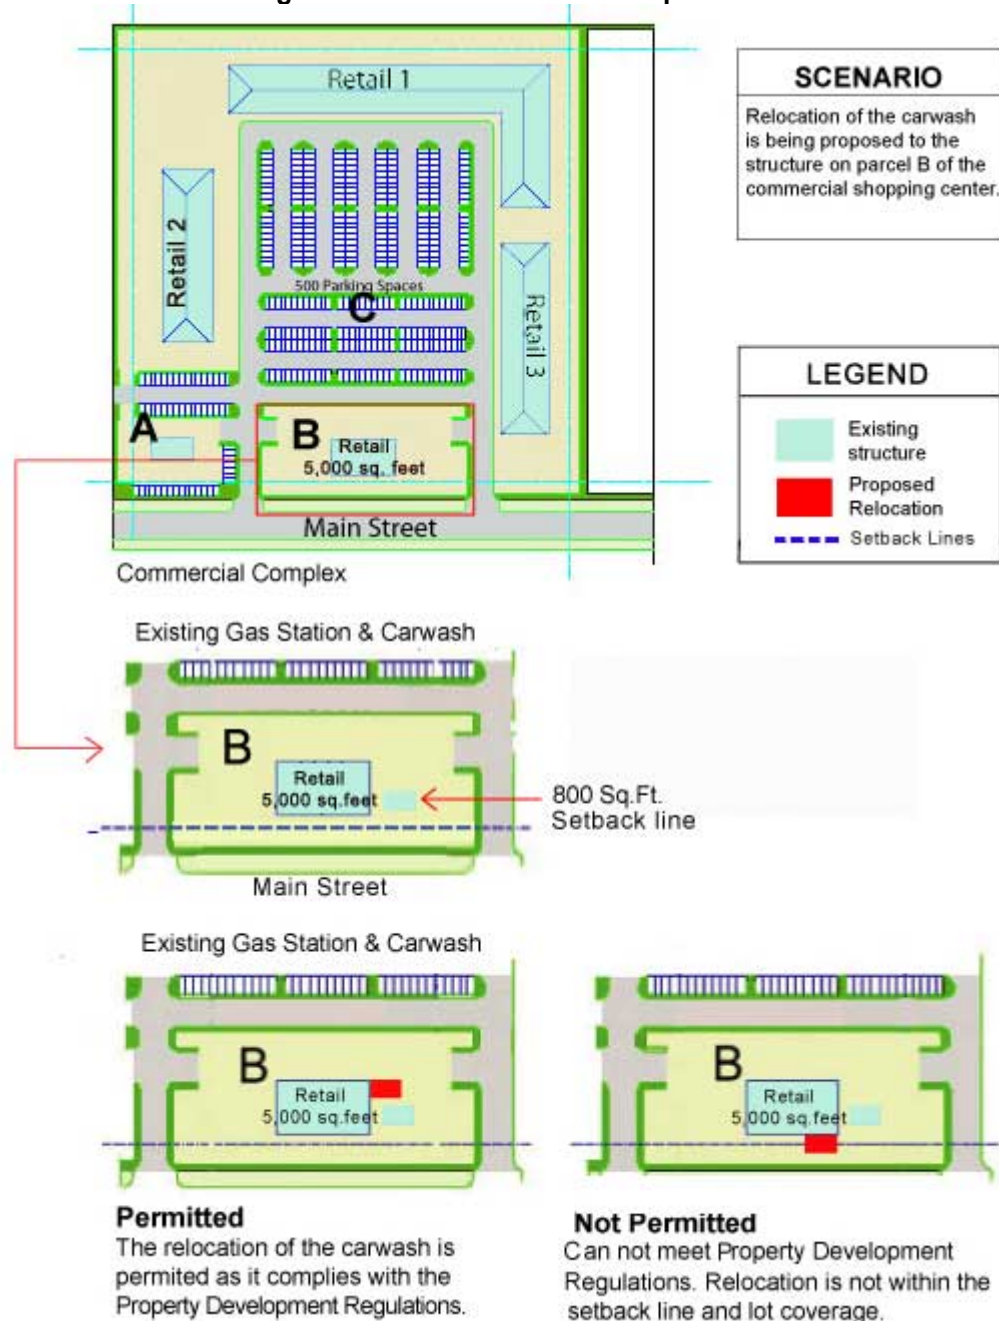 Retail 1
SCENARIO
Relocation of the carwash
is being proposed to the
structure on parcel B of the
commercial shopping center.
Retail 2
500 Parking Spaces
C
Retail 3
A
B
Retail
5,000 sq. feet
Main Street
Commercial Complex
LEGEND
Existing
structure
Proposed
Relocation
Setback Lines
Existing Gas Station & Carwash
B
Retail
5,000 sq.feet
800 Sq.Ft.
Setback line
Main Street
Existing Gas Station & Carwash
B
Retail
5,000 sq.feet
B
Retail
5,000 sq.feet
Permitted
The relocation of the carwash is
permited as it complies with the
Property Development Regulations.
Not Permitted
Can not meet Property Development
Regulations. Relocation is not within the
setback line and lot coverage.